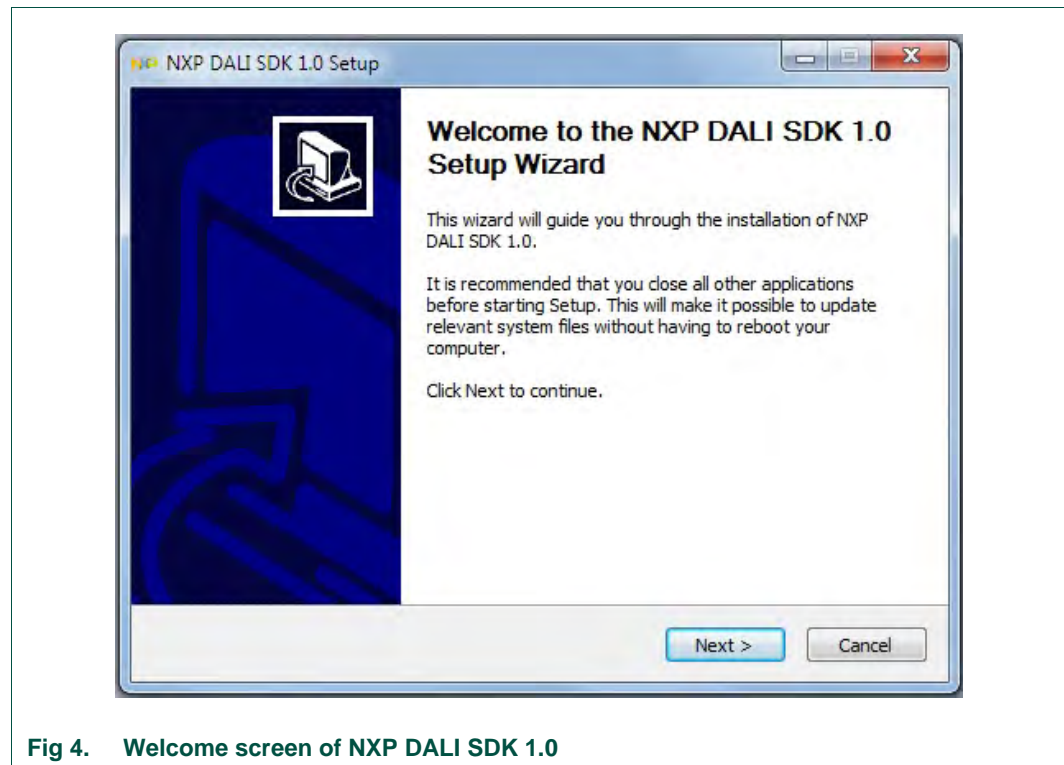 NXP DALI SDK 1.0 Setup
Welcome to the NXP DALI SDK 1.0
Setup Wizard
This wizard will guide you through the installation of NXP
DALI SDK 1.0.
It is recommended that you close all other applications
before starting Setup. This will make it possible to update
relevant system files without having to reboot your
computer.
Click Next to continue.
Next >
Cancel
Fig 4. Welcome screen of NXP DALI SDK 1.0